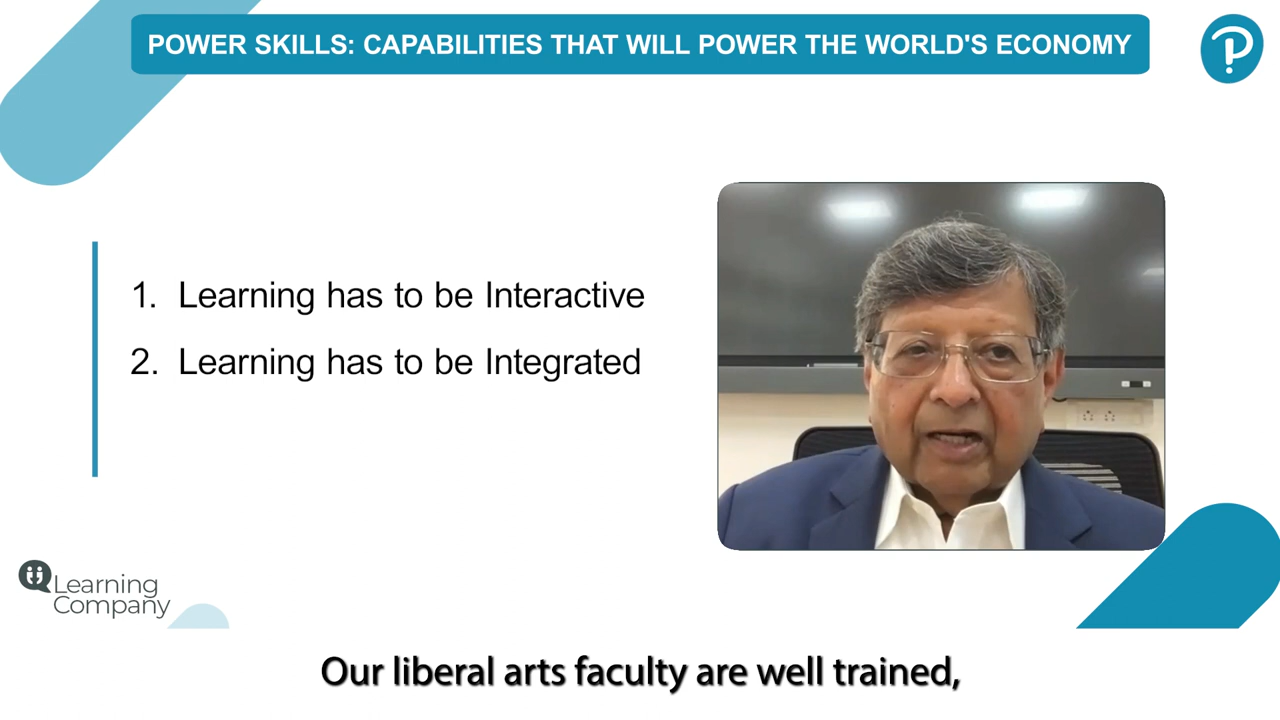 POWER SKILLS: CAPABILITIES THAT WILL POWER THE WORLD'S ECONOMY
1. Learning has to be Interactive
2. Learning has to be Integrated
Learning
Company
Our liberal arts faculty are well trained,